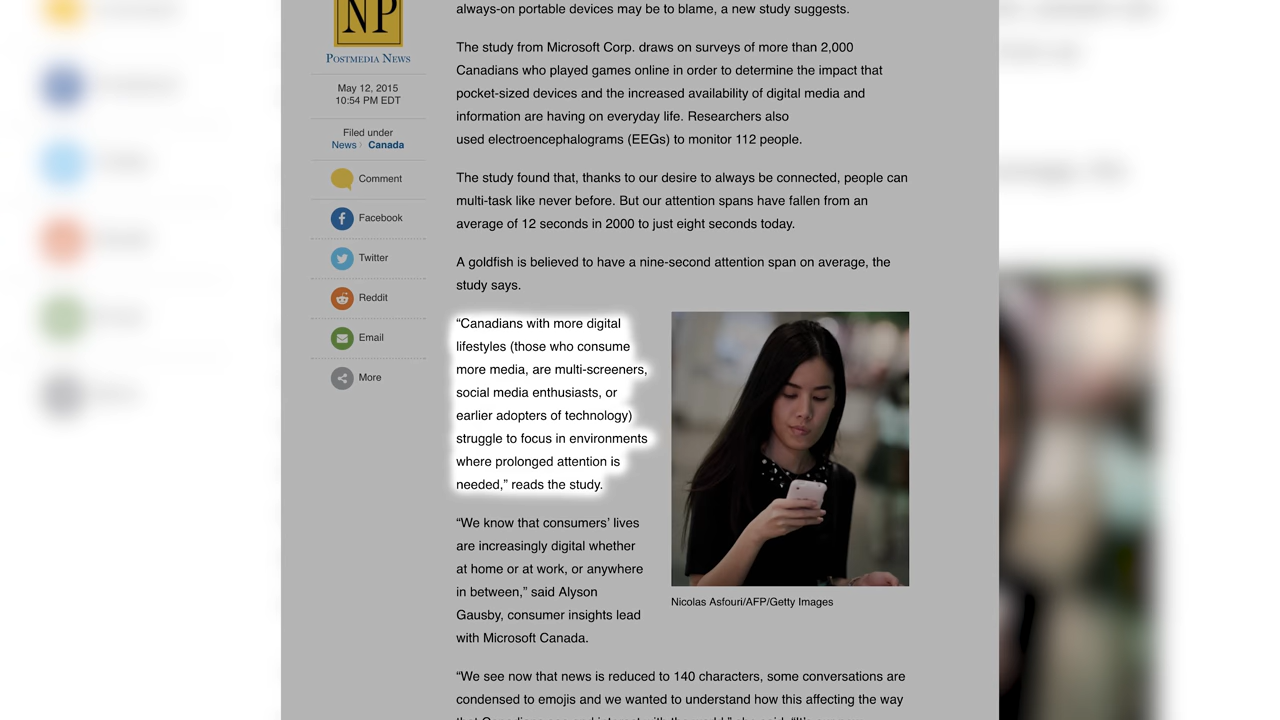 NP
POSTMEDIA NEWS
May 12, 2015
10:54 PM EDT
Filed under
News › Canada
Comment
Facebook
Twitter
Reddit
Email
More
always-on portable devices may be to blame, a new study suggests.
The study from Microsoft Corp. draws on surveys of more than 2,000
Canadians who played games online in order to determine the impact that
pocket-sized devices and the increased availability of digital media and
information are having on everyday life. Researchers also
used electroencephalograms (EEGs) to monitor 112 people.
The study found that, thanks to our desire to always be connected, people can
multi-task like never before. But our attention spans have fallen from an
average of 12 seconds in 2000 to just eight seconds today.
A goldfish is believed to have a nine-second attention span on average, the
study says.
“Canadians with more digital
lifestyles (those who consume
more media, are multi-screeners,
social media enthusiasts, or
earlier adopters of technology)
struggle to focus in environments
where prolonged attention is
needed,” reads the study.
Nicolas Asfouri/AFP/Getty Images
“We know that consumers’ lives
are increasingly digital whether
at home or at work, or anywhere
in between,” said Alyson
Gausby, consumer insights lead
with Microsoft Canada.
“We see now that news is reduced to 140 characters, some conversations are
condensed to emojis and we wanted to understand how this affecting the way